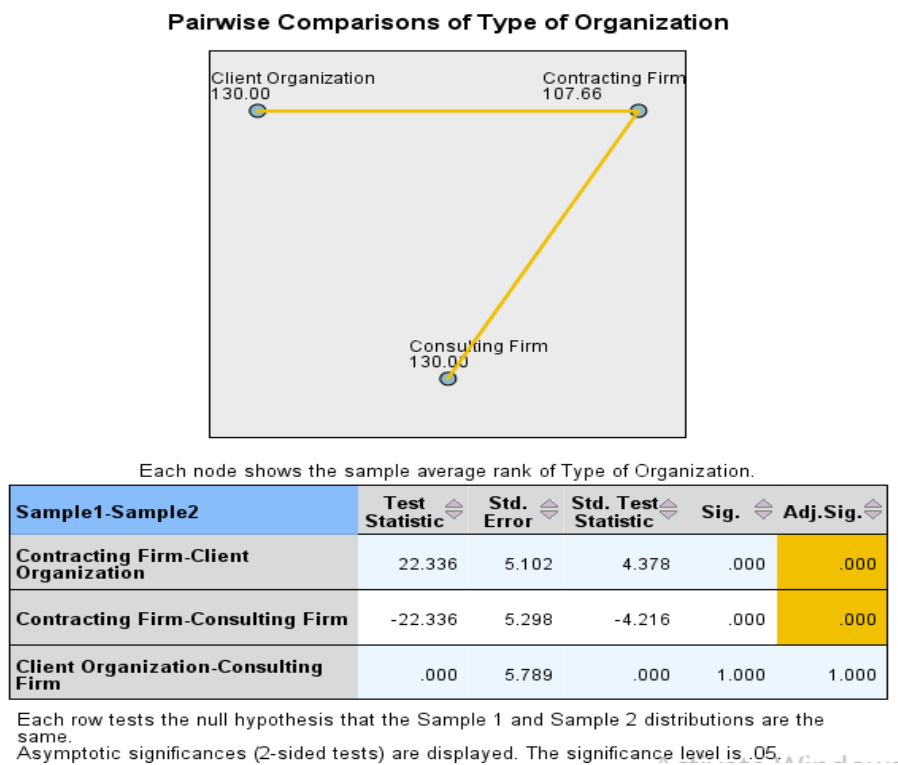 Pairwise Comparisons of Type of Organization
Client Organization
130.00
Contracting Firm
107.66
Consulting Firm
130.00
Each node shows the sample average rank of Type of Organization.
Sample1-Sample2 Test Statistic Std. Error Std. Test Statistic Sig. Adj.Sig.
Contracting Firm-Client Organization 22.336 5.102 4.378 .000 .000
Contracting Firm-Consulting Firm -22.336 5.298 -4.216 .000 .000
Client Organization-Consulting Firm .000 5.789 .000 1.000 1.000
Each row tests the null hypothesis that the Sample 1 and Sample 2 distributions are the
same.
Asymptotic significances (2-sided tests) are displayed. The significance level is .05.